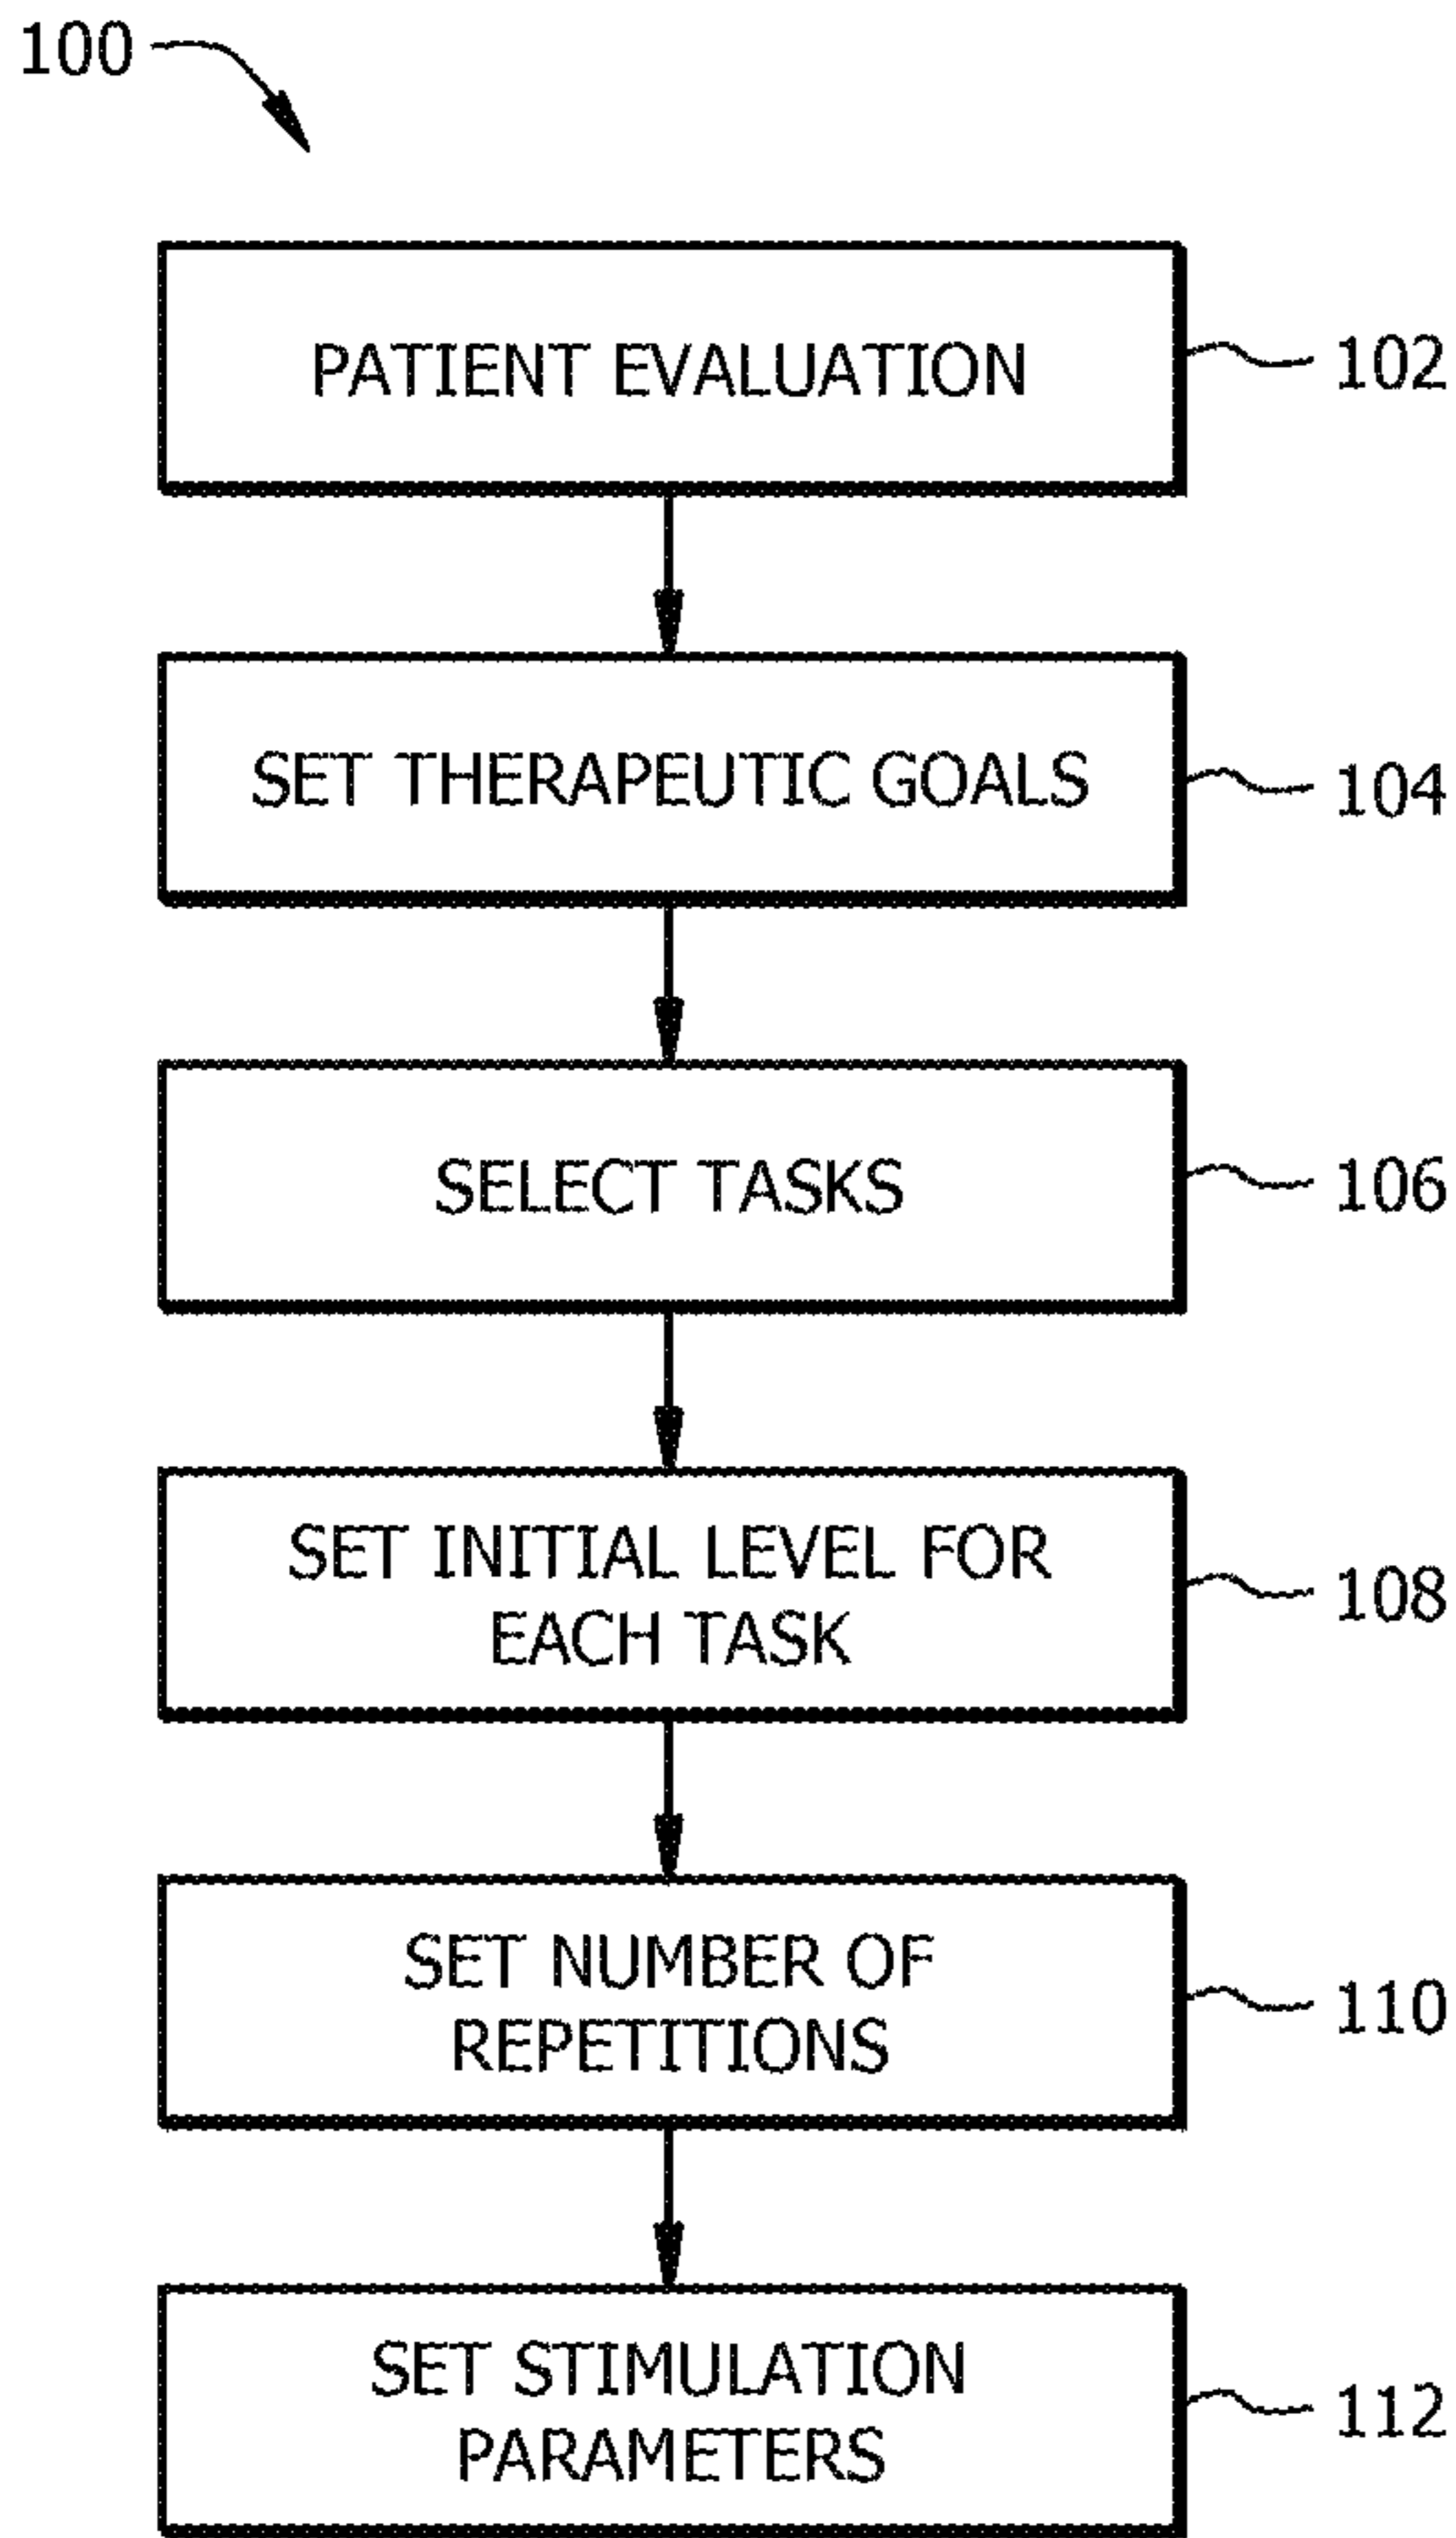 100
PATIENT EVALUATION
102
SET THERAPEUTIC GOALS
104
SELECT TASKS
106
SET INITIAL LEVEL FOR
EACH TASK
108
SET NUMBER OF
REPETITIONS
110
SET STIMULATION
PARAMETERS
112